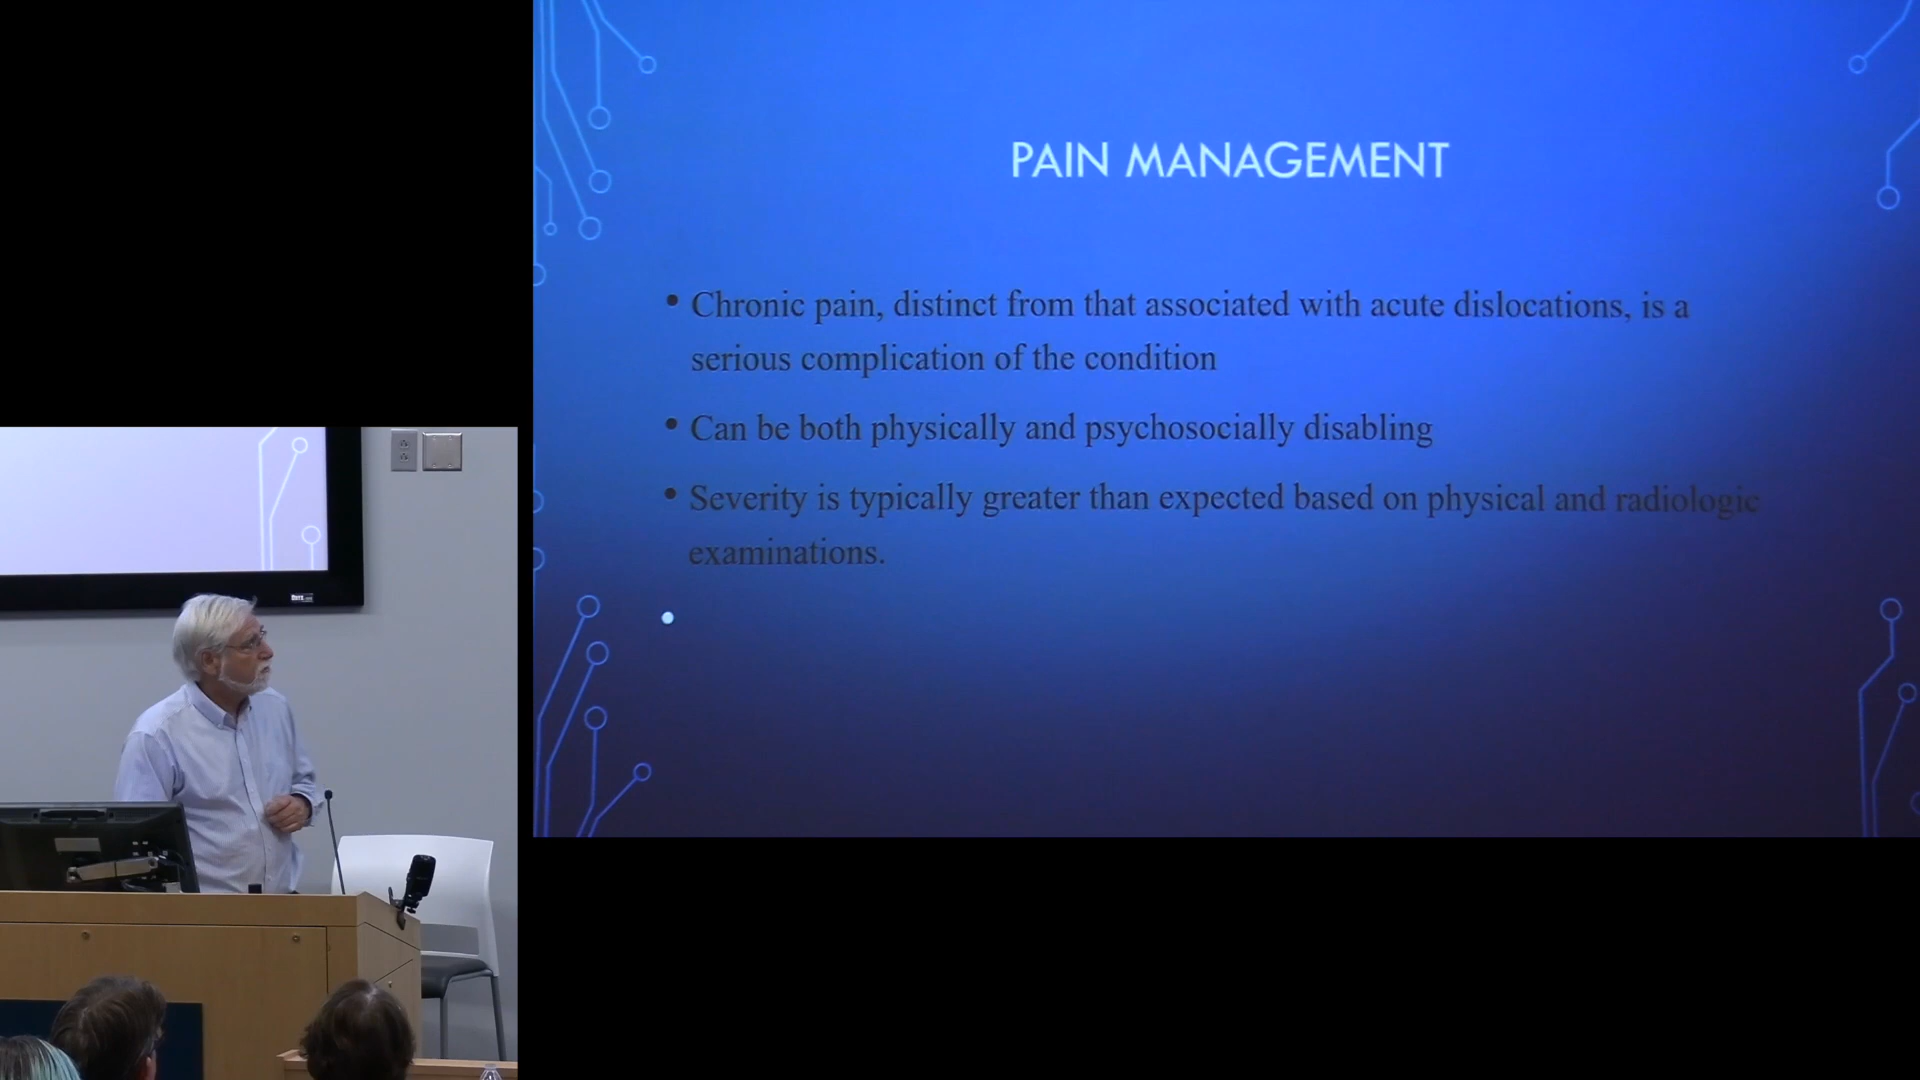 PAIN MANAGEMENT
• Chronic pain, distinct from that associated with acute dislocations, is a
serious complication of the condition
• Can be both physically and psychosocially disabling
• Severity is typically greater than expected based on physical and radiologic
examinations.
•